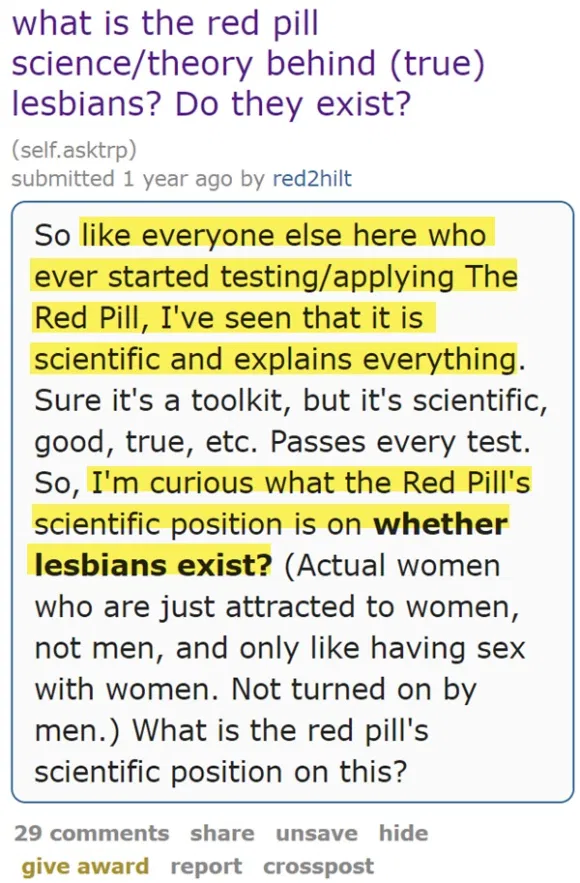 what is the red pill
science/theory behind (true)
lesbians? Do they exist?
(self.asktrp)
submitted 1 year ago by red2hilt
So like everyone else here who
ever started testing/applying The
Red Pill, I've seen that it is
scientific and explains everything.
Sure it's a toolkit, but it's scientific,
good, true, etc. Passes every test.
So, I'm curious what the Red Pill's
scientific position is on whether
lesbians exist? (Actual women
who are just attracted to women,
not men, and only like having sex
with women. Not turned on by
men.) What is the red pill's
scientific position on this?
29 comments share unsave hide
give award report crosspost